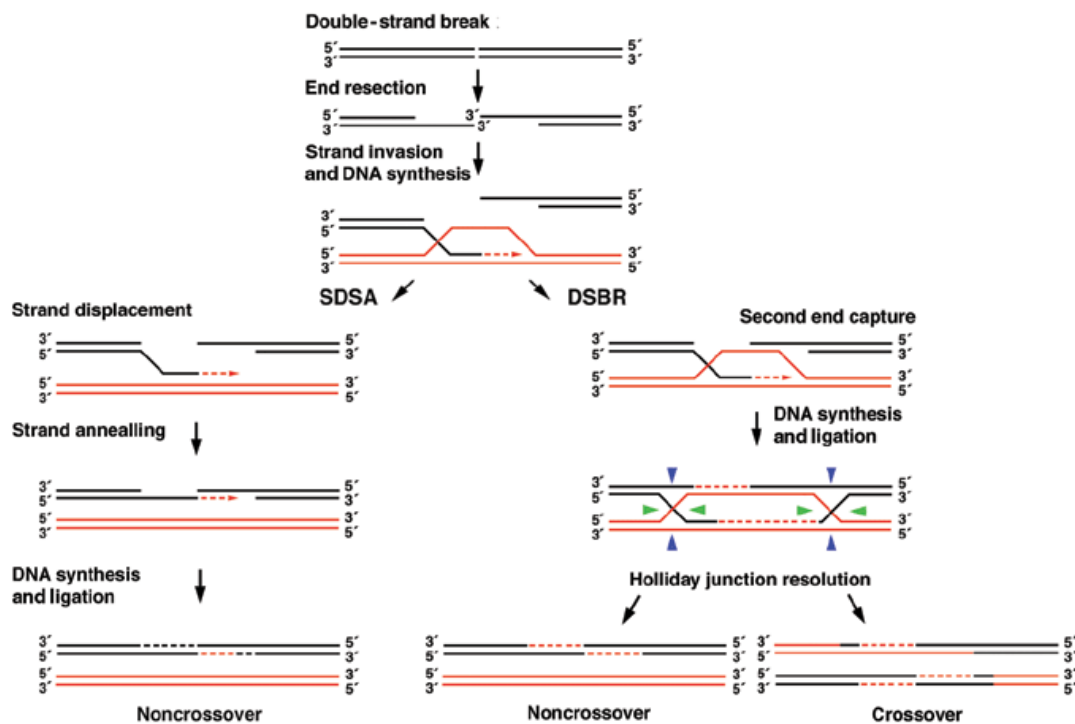 Double-strand break
5´ 5´
3´ 3´
End resection
5´ 3´ 5´
3´ 3´ 3´
Strand invasion
and DNA synthesis
5´
3´
3´
5´
5´ 3´
3´ 5´
SDSA
DSBR
Strand displacement
3´ 5´
5´ 3´
5´ 3´
3´ 5´
Strand annealling
3´ 5´
5´ 3´
5´ 3´
3´ 5´
DNA synthesis
and ligation
3´ 5´
5´ 3´
5´ 3´
3´ 5´
Noncrossover
Second end capture
3´ 5´
5´ 3´
5´ 3´
3´ 5´
DNA synthesis
and ligation
3´ 5´
5´ 3´
5´ 3´
3´ 5´
Holliday junction resolution
3´ 5´
5´ 3´
5´ 3´
3´ 5´
Noncrossover
3´ 5´
5´ 3´
5´ 3´
3´ 5´
Crossover